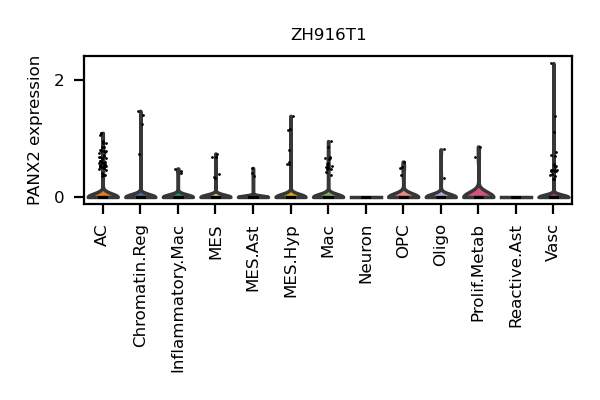 ZH916T1
PANX2 expression
2
0
AC
Chromatin.Reg
Inflammatory.Mac
MES
MES.Ast
MES.Hyp
Mac
Neuron
OPC
Oligo
Prolif.Metab
Reactive.Ast
Vasc